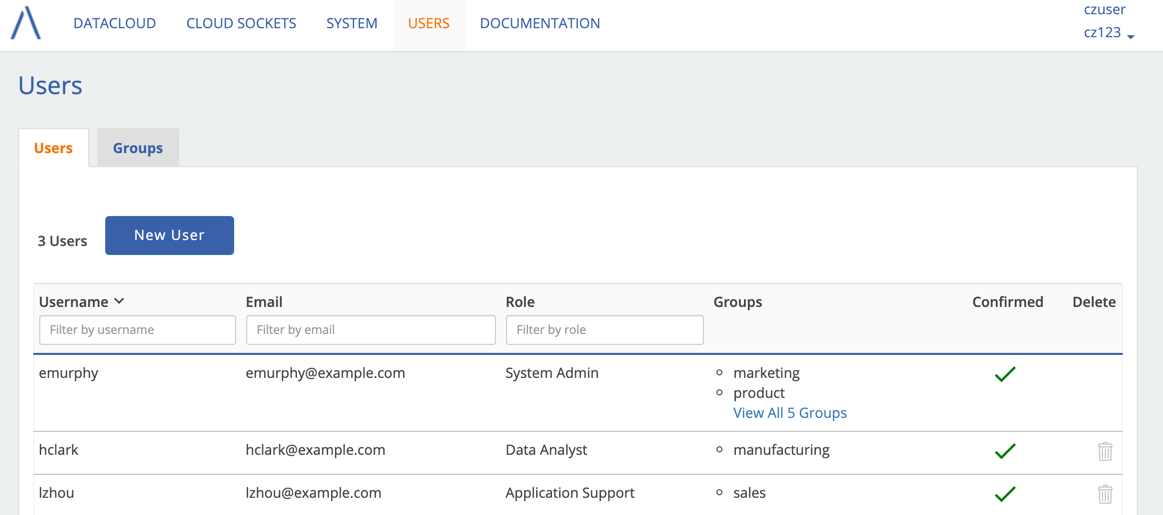 DATACLOUD CLOUD SOCKETS SYSTEM USERS DOCUMENTATION
czuser
cz123
Users
Users Groups
3 Users New User
Username Email Role Groups Confirmed Delete
Filter by username Filter by email Filter by role
emurphy emurphy@example.com System Admin marketing
product
View All 5 Groups
hclark hclark@example.com Data Analyst manufacturing
lzhou lzhou@example.com Application Support sales